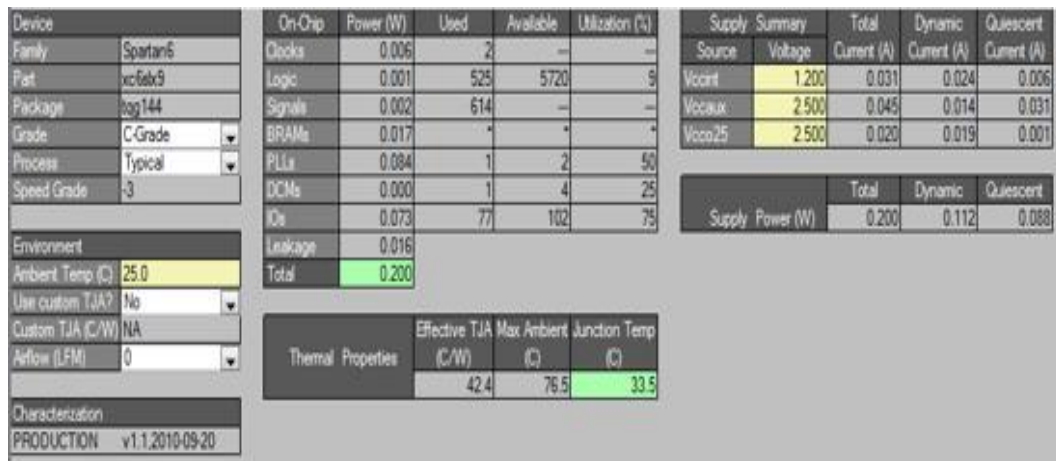 Device
Family Spartan6
Part xc6slx9
Package tqg144
Grade C-Grade
Process Typical
Speed Grade -3
Environment
Ambient Temp (C) 25.0
Use custom TJA? No
Custom TJA (C/W) NA
Airflow (LFM) 0
Characterization
PRODUCTION v1.1,2010-09-20
On-Chip Power (W) Used Available Utilization (%)
Clocks 0.006 2 --- ---
Logic 0.001 525 5720 9
Signals 0.002 614 --- ---
BRAMs 0.017 * * *
PLLs 0.084 1 2 50
DCMs 0.000 1 4 25
IOs 0.073 77 102 75
Leakage 0.016
Total 0.200
Effective TJA Max Ambient Junction Temp
Thermal Properties (C/W) (C) (C)
42.4 76.5 33.5
Supply Summary Total Dynamic Quiescent
Source Voltage Current (A) Current (A) Current (A)
Vccint 1.200 0.031 0.024 0.006
Vccaux 2.500 0.045 0.014 0.031
Vcco25 2.500 0.020 0.019 0.001
Total Dynamic Quiescent
Supply Power (W) 0.200 0.112 0.088